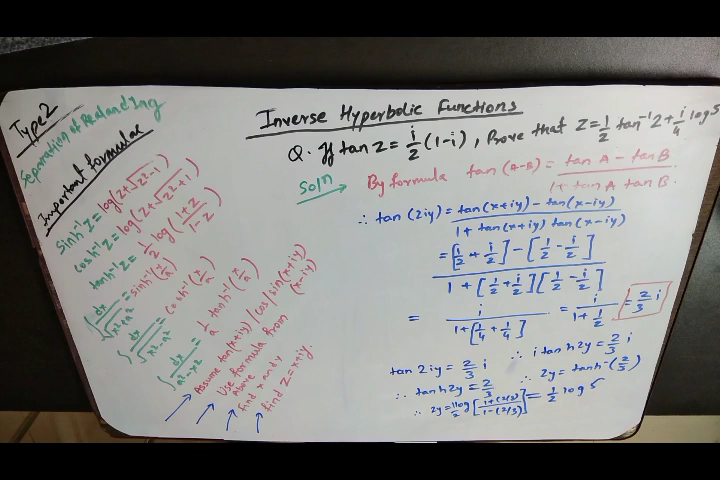 Type 2
Separation of Real and Img
Important formulae
sinh⁻¹z = log(z+√z²-1)
cosh⁻¹z = log(z+√z²+1)
tanh⁻¹z = 1/2 log(1+z/1-z)
∫dx/√x²+a² = sinh⁻¹(x/a)
∫dx/√x²-a² = cosh⁻¹(x/a)
∫dx/a²-x² = 1/a tanh⁻¹(x/a)
Assume tan(x+iy)/cos/sin(x+iy)
Use formula from (x-iy)
above
find x and y
find z=x+iy.
Inverse Hyperbolic Functions
Q. If tan z = i/2 (1-i), Prove that z = 1/2 tan⁻¹2 + i/4 log 5
Soln → By formula tan(A-B) = tan A - tan B / 1 + tan A tan B.
∴ tan(2iy) = tan(x+iy) - tan(x-iy) / 1 + tan(x+iy) tan(x-iy)
= [1/2 + i/2] - [1/2 - i/2] / 1 + [1/2 + i/2][1/2 - i/2]
= i / 1+[1/4 + 1/4] = i / 1+1/2 = 2/3 i
tan 2iy = 2/3 i ∴ i tanh2y = 2/3 i
∴ tanh2y = 2/3 ∴ 2y = tanh⁻¹(2/3)
∴ 2y = 1/2 log [1+(2/3) / 1-(2/3)] = 1/2 log 5